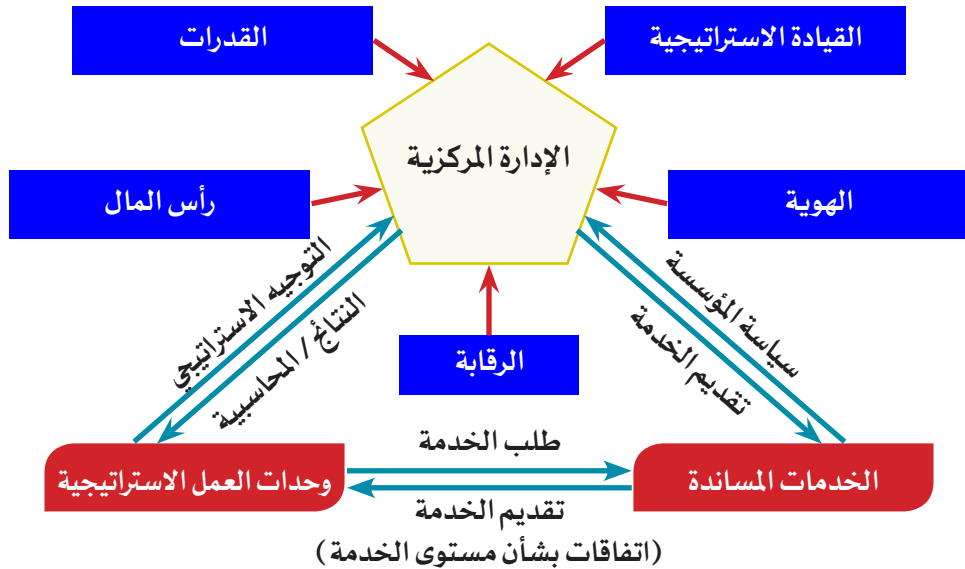 القيادة الاستراتيجية
القدرات
الإدارة المركزية
الهوية
رأس المال
سياسة المؤسسة
تقديم الخدمة
التوجيه الاستراتيجي
النتائج / المحاسبية
الرقابة
طلب الخدمة
الخدمات المساندة
وحدات العمل الاستراتيجية
تقديم الخدمة
(اتفاقات بشأن مستوى الخدمة)